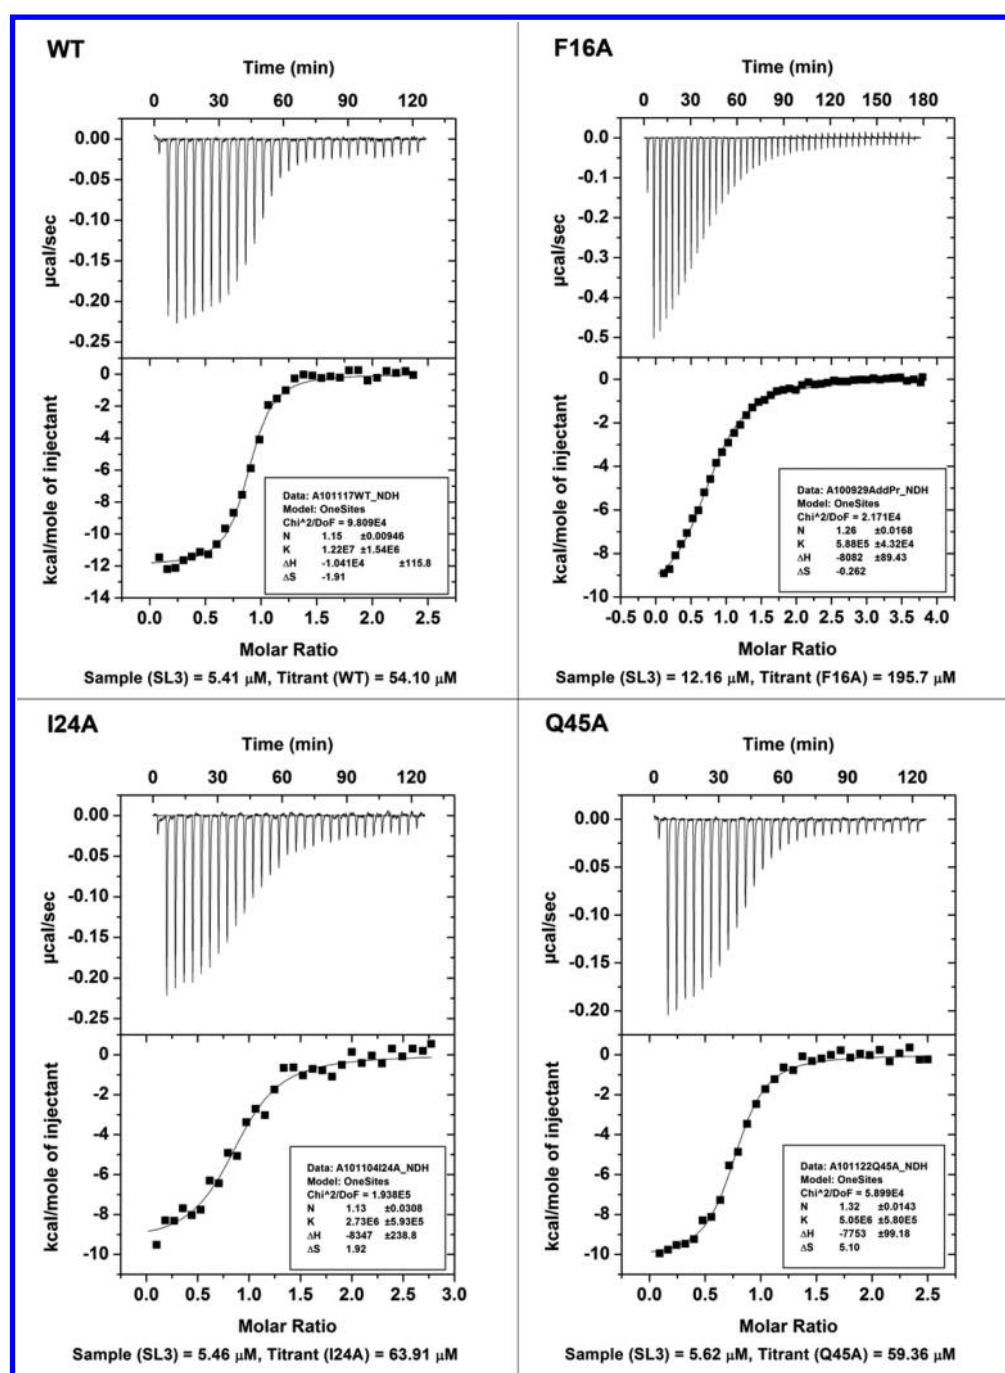 WT
Time (min)
0 30 60 90 120
0.00
-0.05
-0.10
-0.15
-0.20
-0.25
µcal/sec
0
-2
-4
-6
-8
-10
-12
-14
kcal/mole of injectant
Data: A101117WT_NDH
Model: OneSites
Chi^2/DoF = 9.809E4
N 1.15 ±0.00946
K 1.22E7 ±1.54E6
ΔH -1.041E4 ±115.8
ΔS -1.91
0.0 0.5 1.0 1.5 2.0 2.5
Molar Ratio
Sample (SL3) = 5.41 µM, Titrant (WT) = 54.10 µM
F16A
Time (min)
0 30 60 90 120 150 180
0.0
-0.1
-0.2
-0.3
-0.4
-0.5
µcal/sec
0
-2
-4
-6
-8
-10
kcal/mole of injectant
Data: A100929AddPr_NDH
Model: OneSites
Chi^2/DoF = 2.171E4
N 1.26 ±0.0168
K 5.88E5 ±4.32E4
ΔH -8082 ±89.43
ΔS -0.262
-0.5 0.0 0.5 1.0 1.5 2.0 2.5 3.0 3.5 4.0
Molar Ratio
Sample (SL3) = 12.16 µM, Titrant (F16A) = 195.7 µM
I24A
Time (min)
0 30 60 90 120
0.00
-0.05
-0.10
-0.15
-0.20
-0.25
µcal/sec
0
-2
-4
-6
-8
-10
kcal/mole of injectant
Data: A101104I24A_NDH
Model: OneSites
Chi^2/DoF = 1.938E5
N 1.13 ±0.0308
K 2.73E6 ±5.93E5
ΔH -8347 ±238.8
ΔS 1.92
0.0 0.5 1.0 1.5 2.0 2.5 3.0
Molar Ratio
Sample (SL3) = 5.46 µM, Titrant (I24A) = 63.91 µM
Q45A
Time (min)
0 30 60 90 120
0.00
-0.05
-0.10
-0.15
-0.20
µcal/sec
0
-2
-4
-6
-8
-10
kcal/mole of injectant
Data: A101122Q45A_NDH
Model: OneSites
Chi^2/DoF = 5.899E4
N 1.32 ±0.0143
K 5.05E6 ±5.80E5
ΔH -7753 ±99.18
ΔS 5.10
0.0 0.5 1.0 1.5 2.0 2.5
Molar Ratio
Sample (SL3) = 5.62 µM, Titrant (Q45A) = 59.36 µM